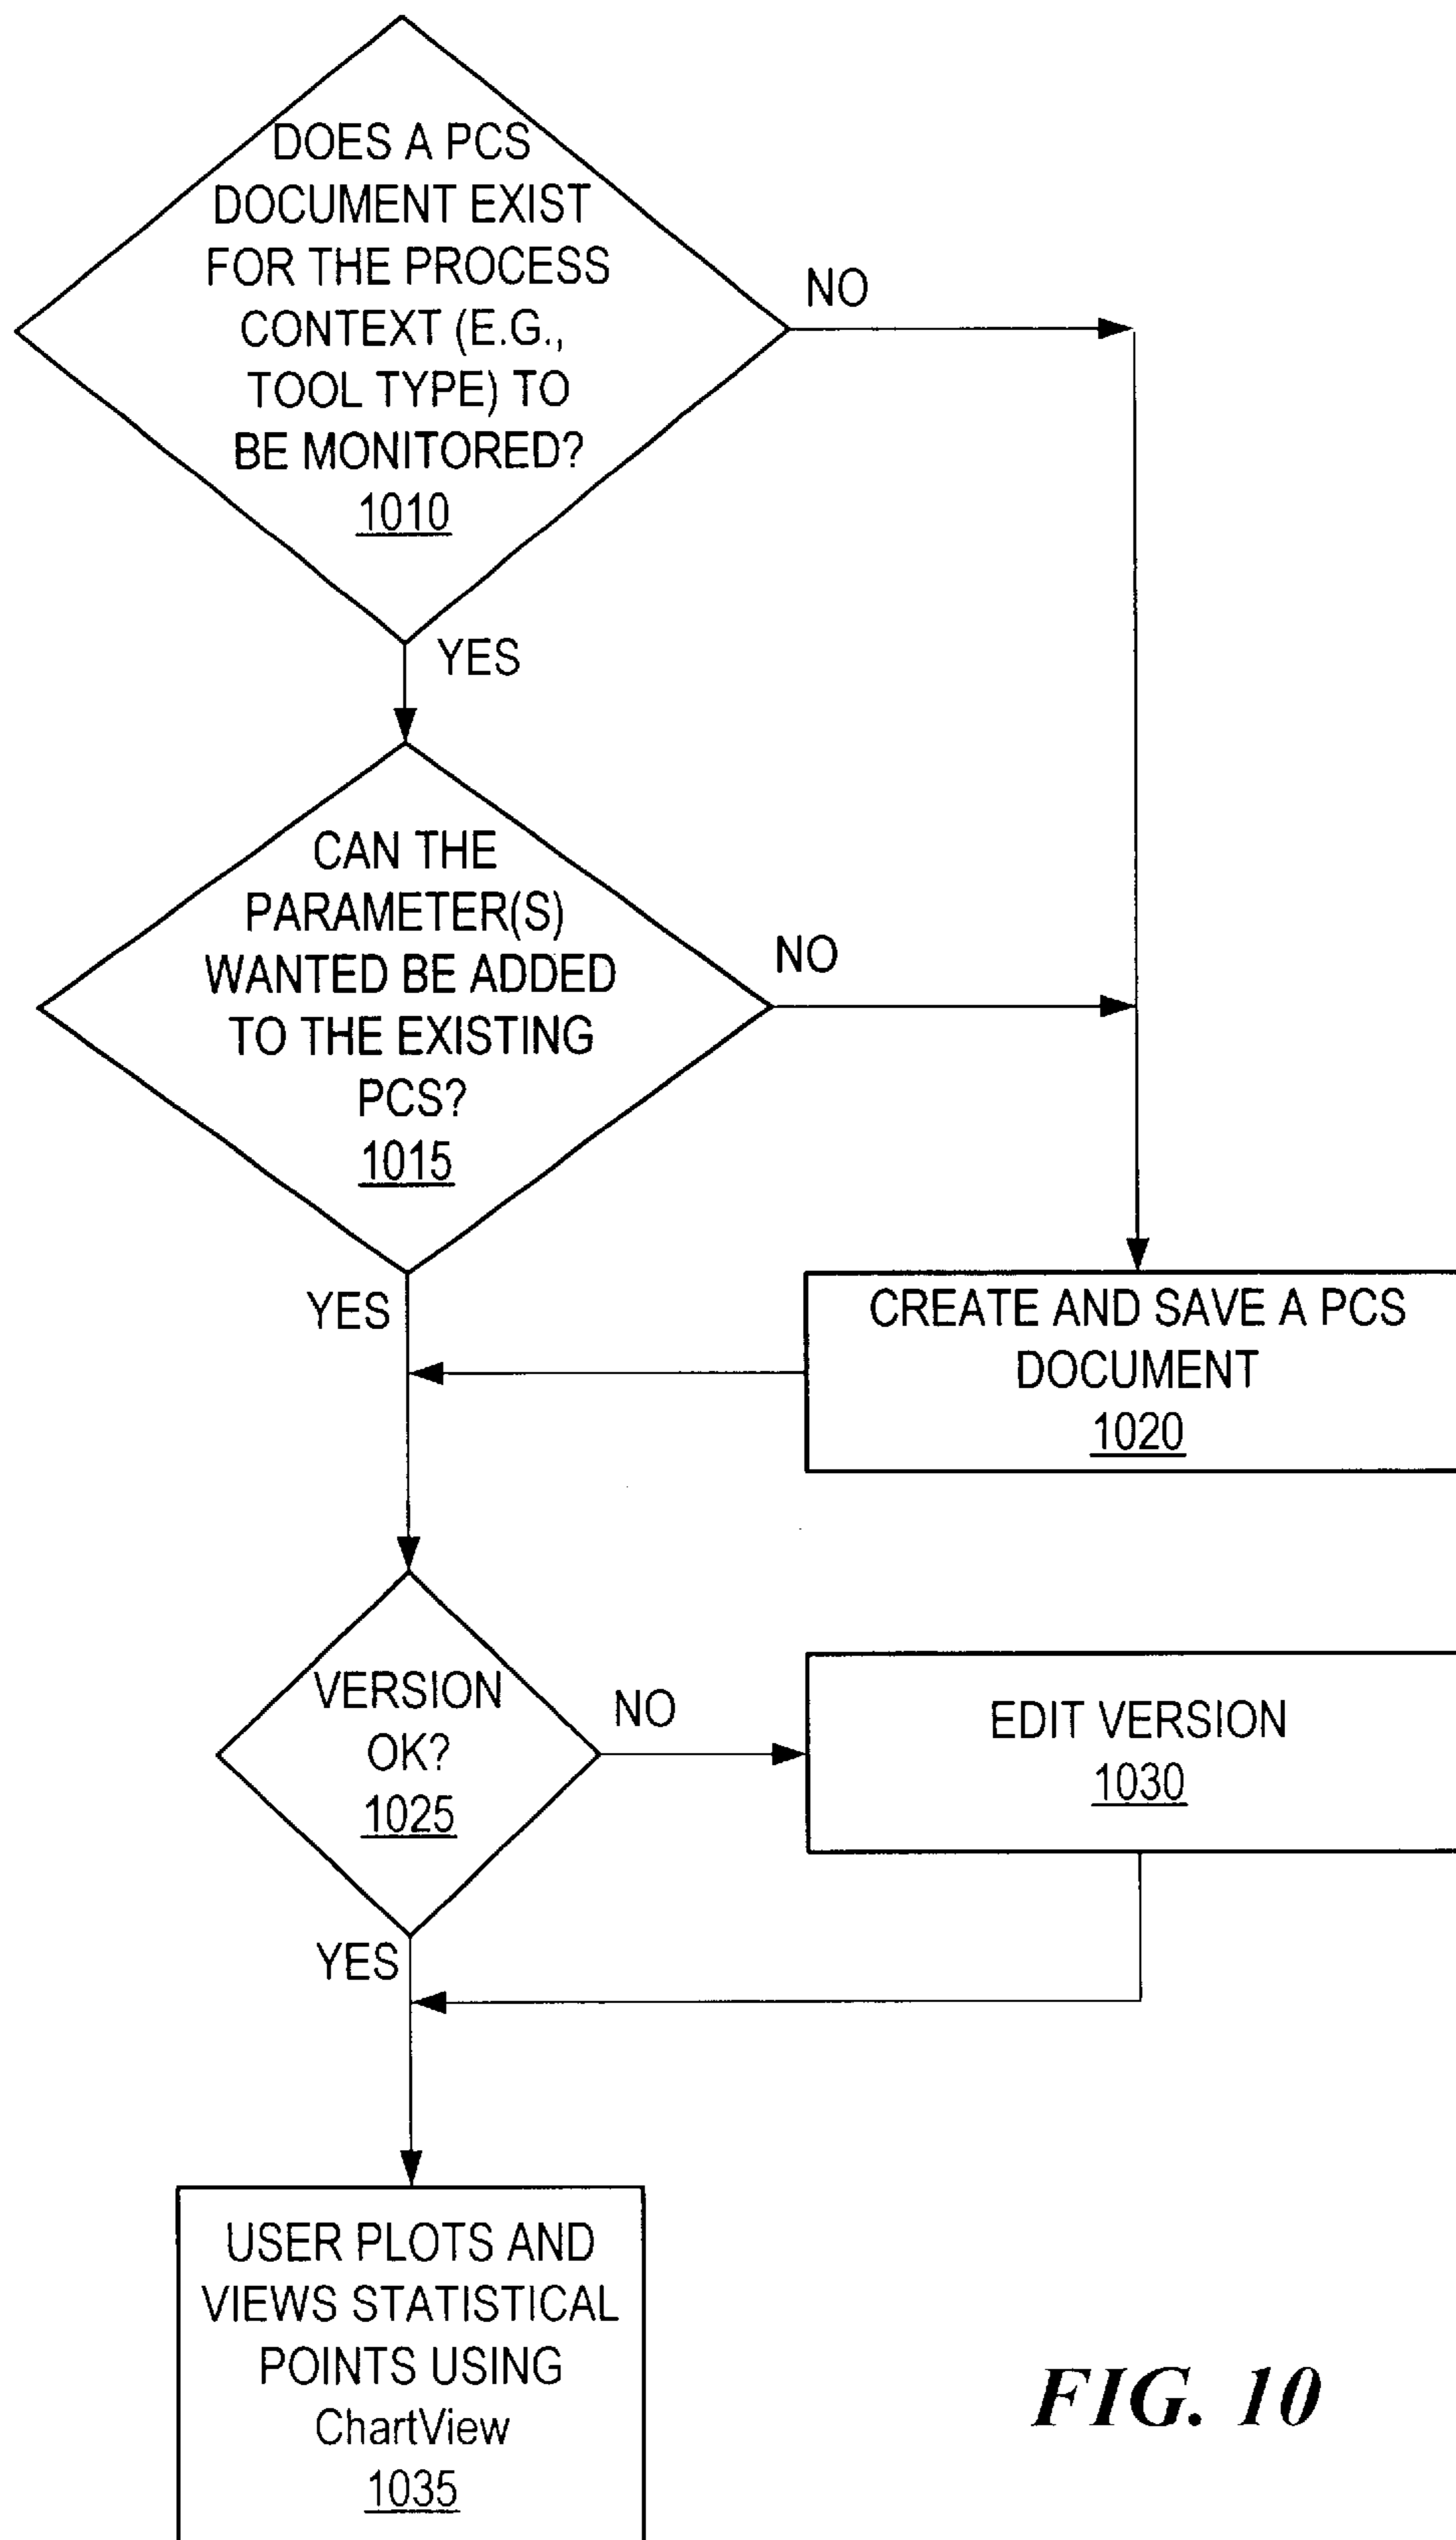 DOES A PCS
DOCUMENT EXIST
FOR THE PROCESS
CONTEXT (E.G.,
TOOL TYPE) TO
BE MONITORED?
1010
NO
YES
CAN THE
PARAMETER(S)
WANTED BE ADDED
TO THE EXISTING
PCS?
1015
NO
YES
CREATE AND SAVE A PCS
DOCUMENT
1020
VERSION
OK?
1025
NO
EDIT VERSION
1030
YES
USER PLOTS AND
VIEWS STATISTICAL
POINTS USING
ChartView
1035
FIG. 10